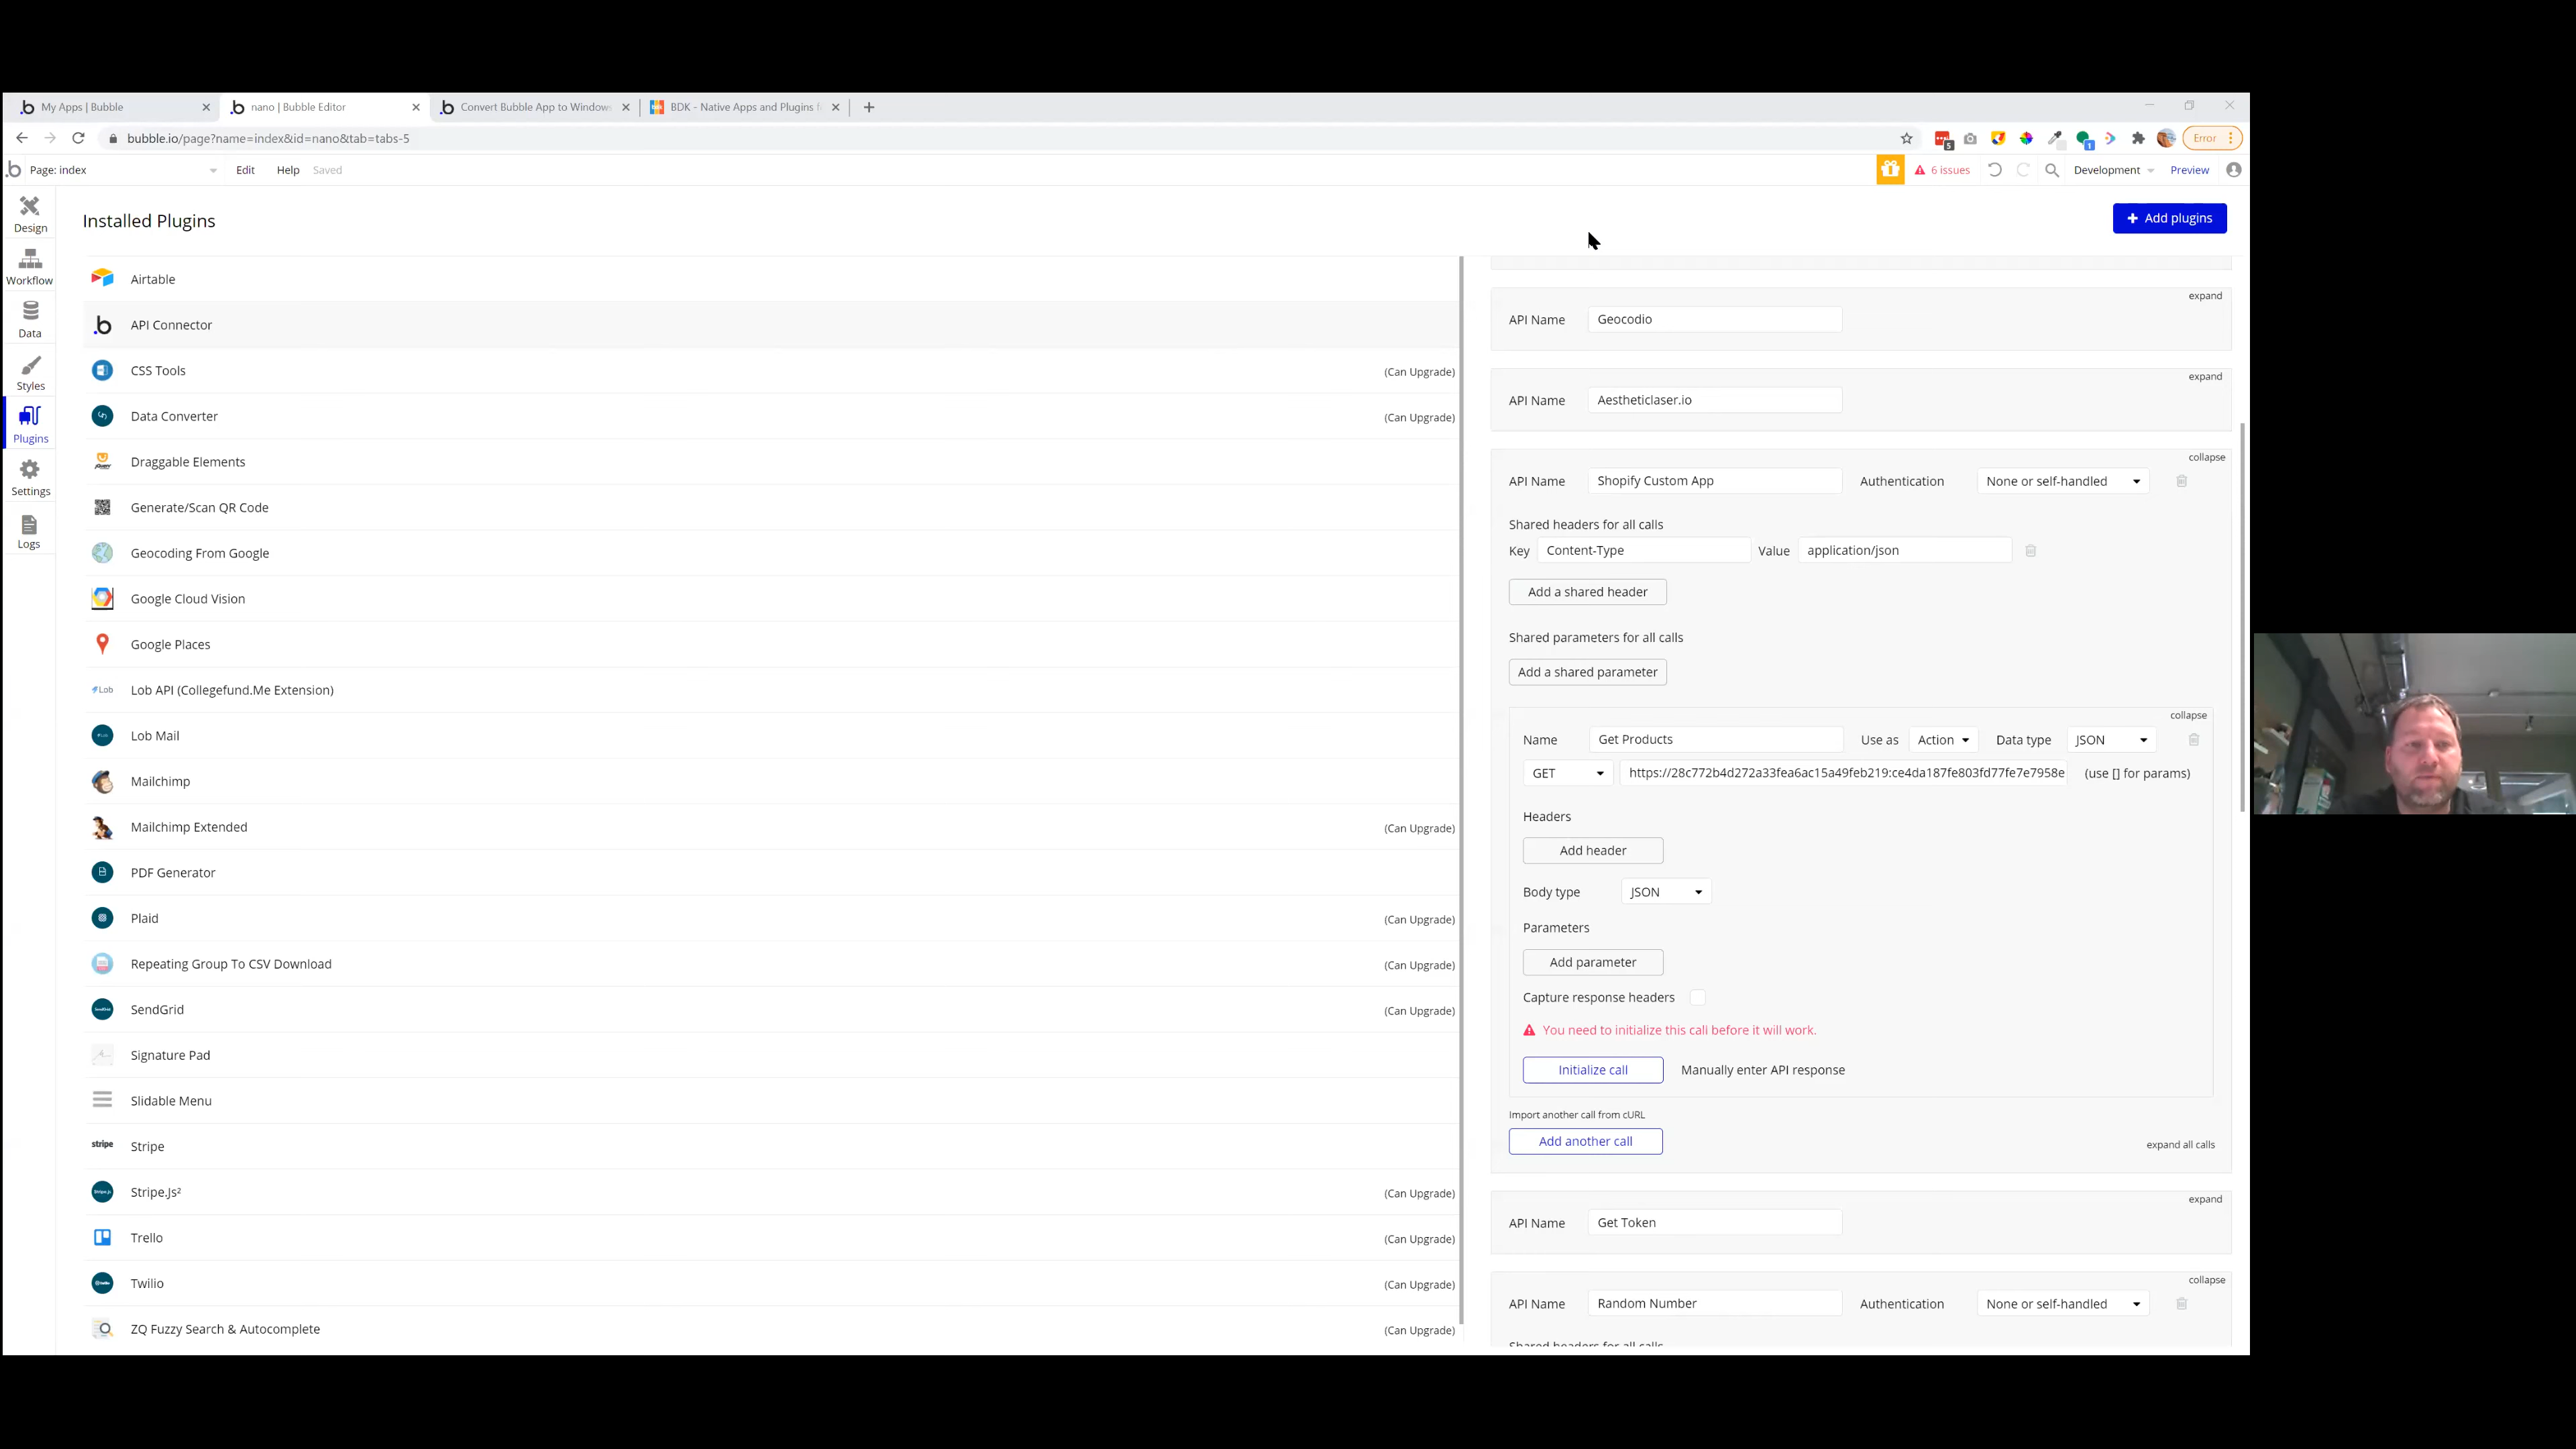 My Apps | Bubble
nano | Bubble Editor
Convert Bubble App to Window
BDK - Native Apps and Plugins f
bubble.io/page?name=index&id=nano&tab=tabs-5
5
1
Error
Page: index
Edit
Help
Saved
6 issues
Development
Preview
Design
Workflow
Data
Styles
Plugins
Settings
Logs
Installed Plugins
Add plugins
Airtable
API Connector
CSS Tools
(Can Upgrade)
Data Converter
(Can Upgrade)
Draggable Elements
Generate/Scan QR Code
Geocoding From Google
Google Cloud Vision
Google Places
Lob
Lob API (Collegefund.Me Extension)
Lob Mail
Mailchimp
Mailchimp Extended
(Can Upgrade)
PDF Generator
Plaid
(Can Upgrade)
Repeating Group To CSV Download
(Can Upgrade)
SendGrid
(Can Upgrade)
Signature Pad
Slidable Menu
stripe
Stripe
Stripe.Js²
(Can Upgrade)
Trello
(Can Upgrade)
Twilio
(Can Upgrade)
ZQ Fuzzy Search & Autocomplete
(Can Upgrade)
expand
API Name Geocodio
expand
API Name Aestheticlaser.io
collapse
API Name Shopify Custom App Authentication None or self-handled
Shared headers for all calls
Key Content-Type Value application/json
Add a shared header
Shared parameters for all calls
Add a shared parameter
collapse
Name Get Products Use as Action Data type JSON
GET https://28c772b4d272a33fea6ac15a49feb219:ce4da187fe803fd77fe7e7958e (use [] for params)
Headers
Add header
Body type JSON
Parameters
Add parameter
Capture response headers
You need to initialize this call before it will work.
Initialize call Manually enter API response
Import another call from cURL
Add another call
expand all calls
expand
API Name Get Token
collapse
API Name Random Number Authentication None or self-handled
Shared headers for all calls